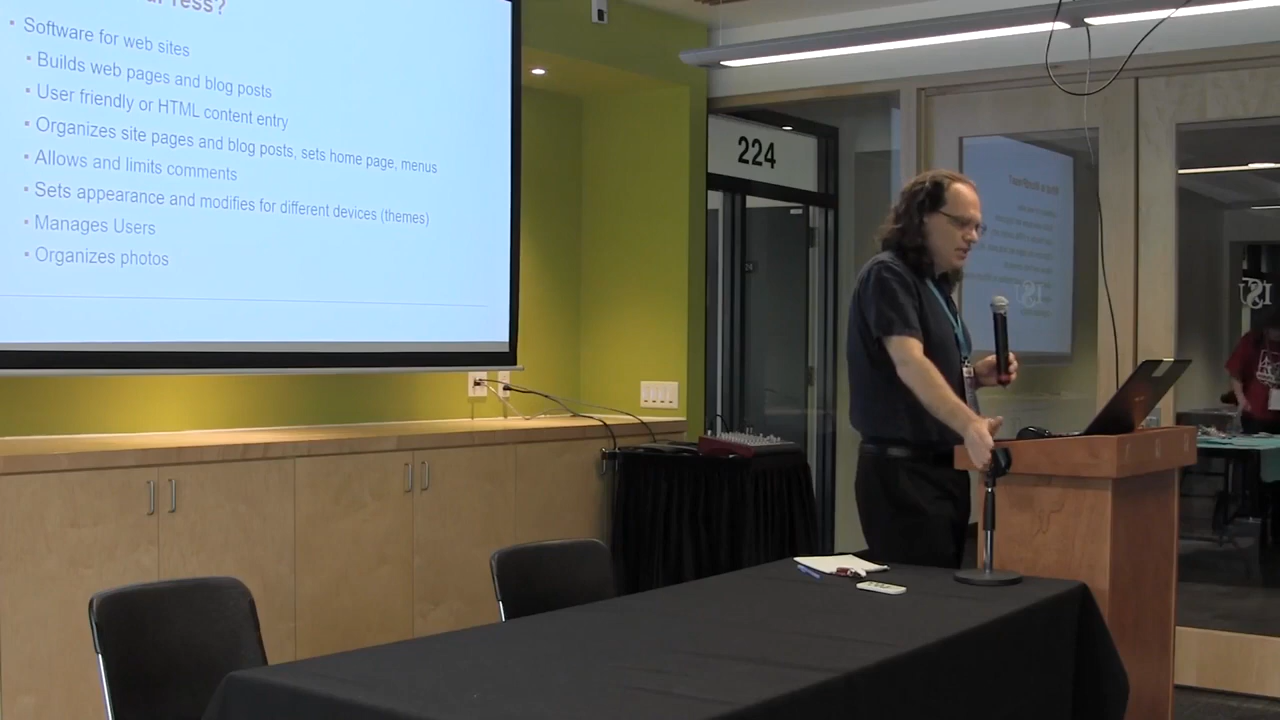 Press?
Software for web sites
Builds web pages and blog posts
User friendly or HTML content entry
Organizes site pages and blog posts, sets home page, menus
Allows and limits comments
Sets appearance and modifies for different devices (themes)
Manages Users
Organizes photos
224